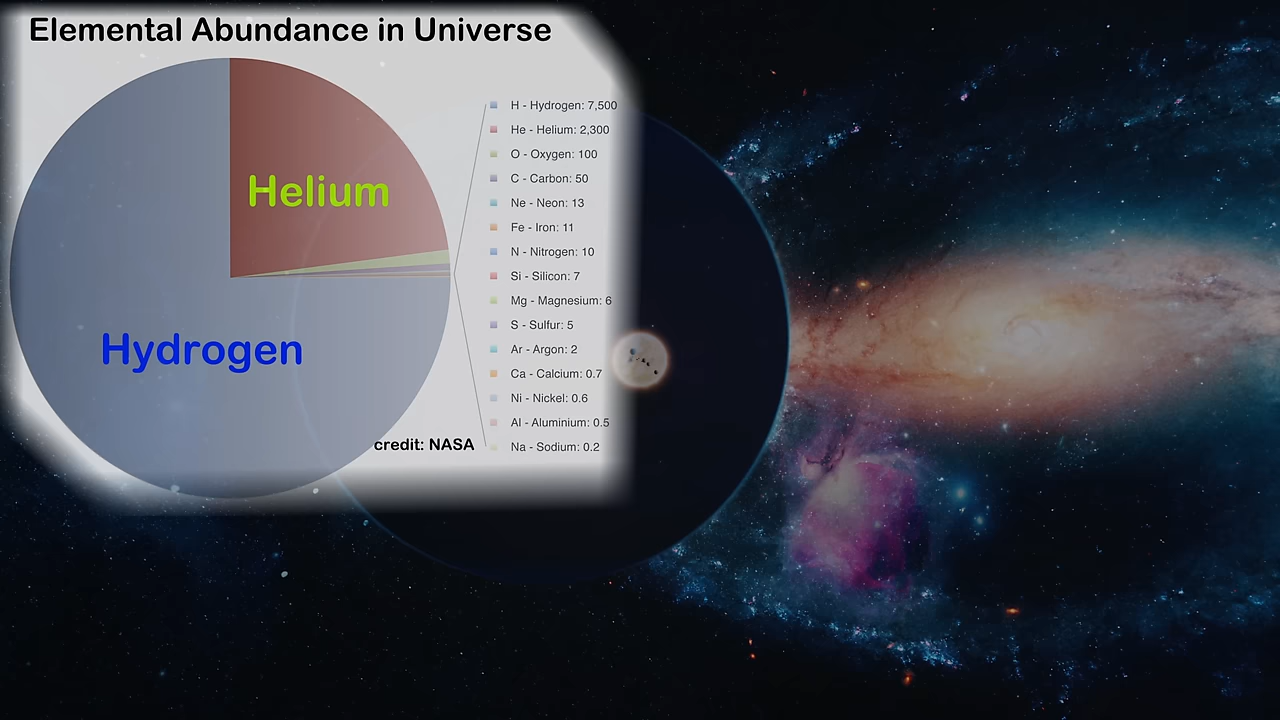 Elemental Abundance in Universe
Helium
Hydrogen
H - Hydrogen: 7,500
He - Helium: 2,300
O - Oxygen: 100
C - Carbon: 50
Ne - Neon: 13
Fe - Iron: 11
N - Nitrogen: 10
Si - Silicon: 7
Mg - Magnesium: 6
S - Sulfur: 5
Ar - Argon: 2
Ca - Calcium: 0.7
Ni - Nickel: 0.6
Al - Aluminium: 0.5
Na - Sodium: 0.2
credit: NASA